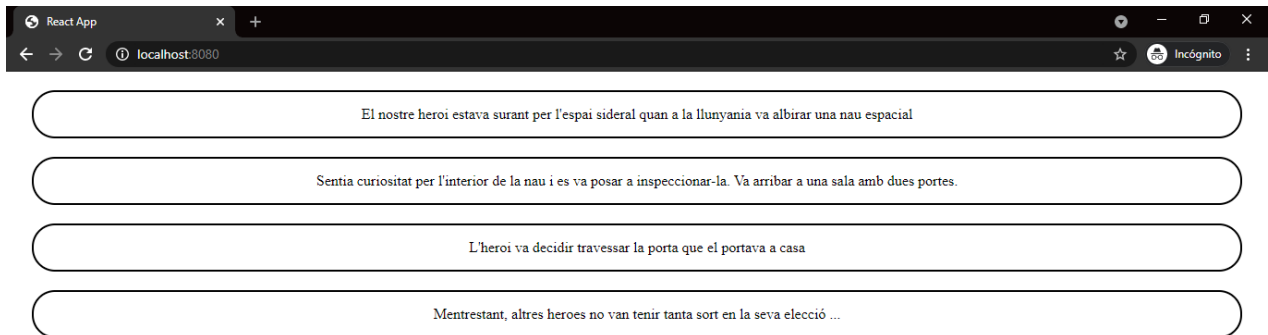 React App
localhost:8080
Incógnito
El nostre heroi estava surant per l'espai sideral quan a la llunyania va albirar una nau espacial
Sentia curiositat per l'interior de la nau i es va posar a inspeccionar-la. Va arribar a una sala amb dues portes.
L'heroi va decidir travessar la porta que el portava a casa
Mentrestant, altres heroes no van tenir tanta sort en la seva elecció ...